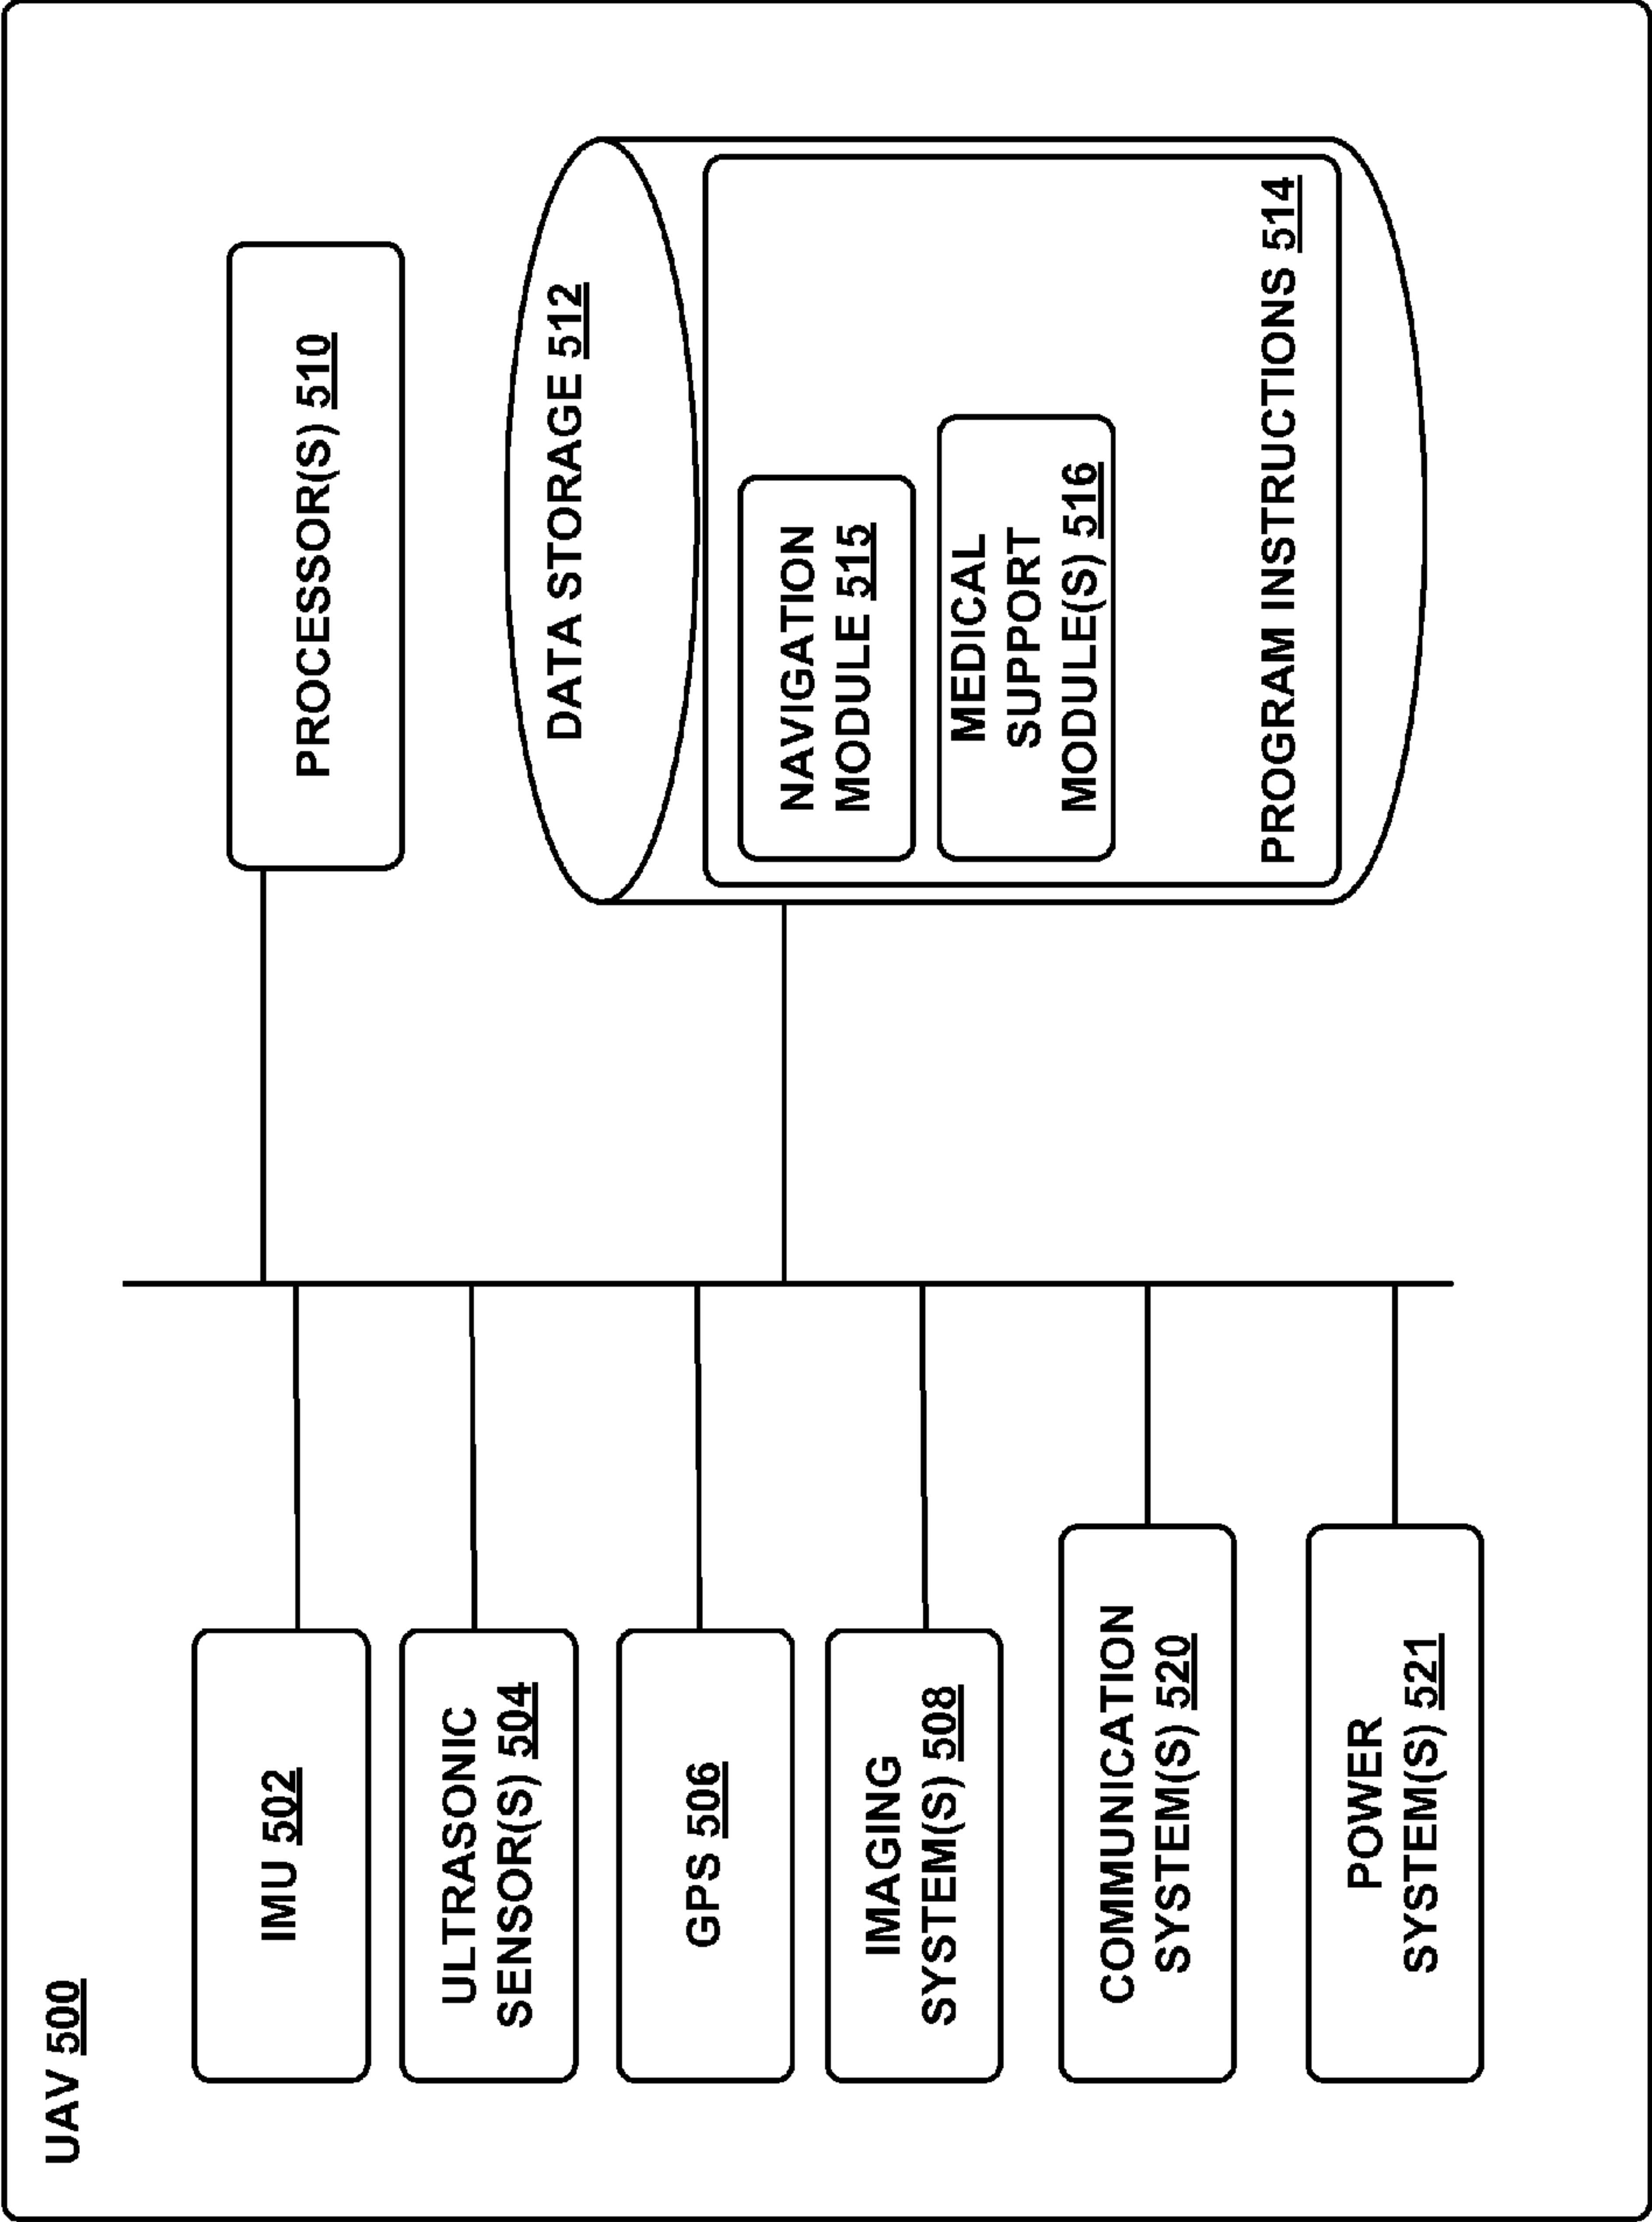 UAV 500
IMU 502
ULTRASONIC
SENSOR(S) 504
GPS 506
IMAGING
SYSTEM(S) 508
COMMUNICATION
SYSTEM(S) 520
POWER
SYSTEM(S) 521
PROCESSOR(S) 510
DATA STORAGE 512
NAVIGATION
MODULE 515
MEDICAL
SUPPORT
MODULE(S) 516
PROGRAM INSTRUCTIONS 514